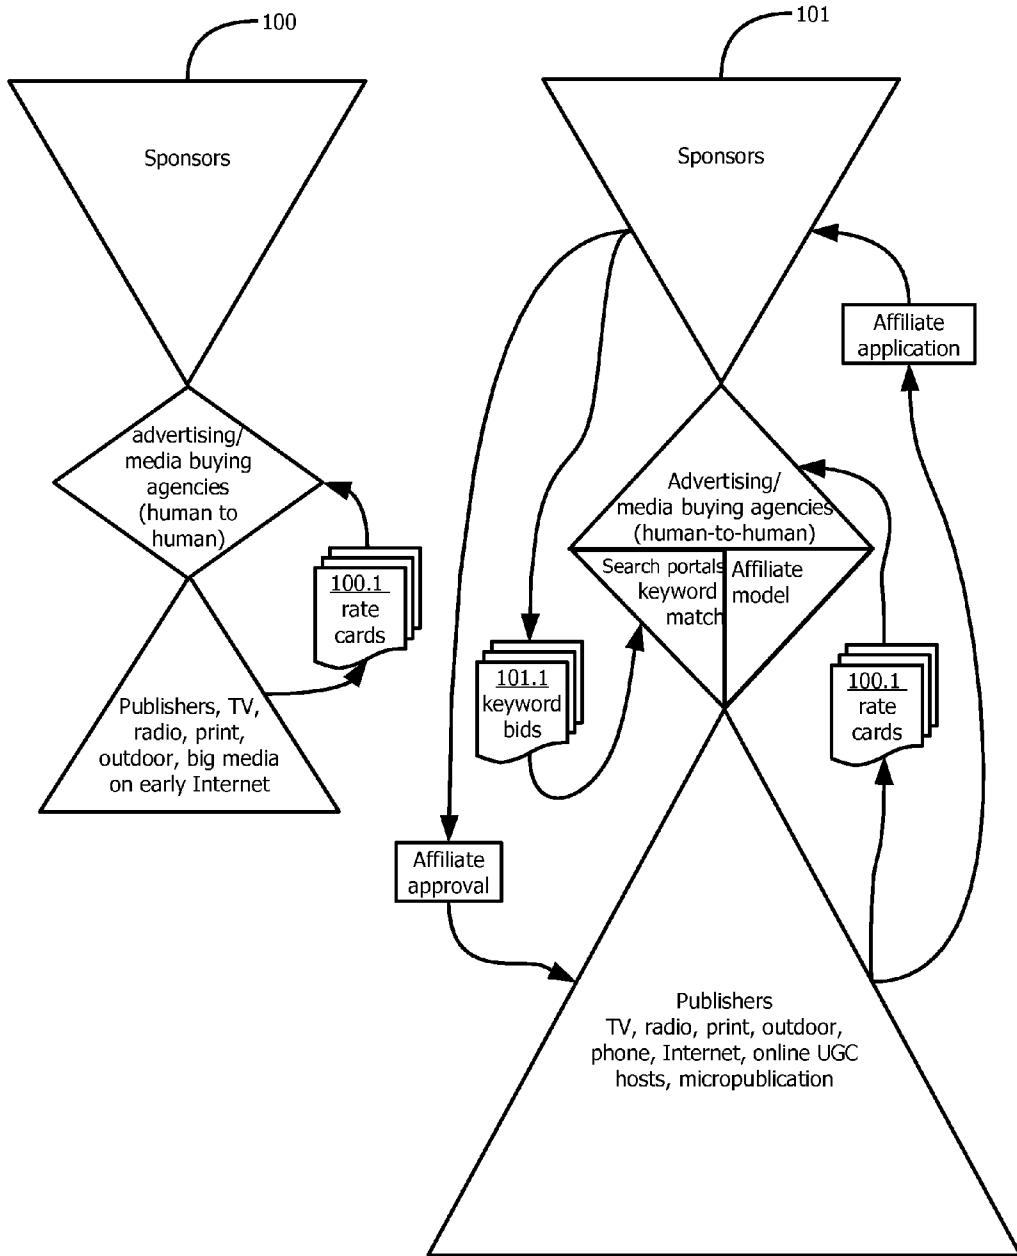 100
Sponsors
advertising/
media buying
agencies
(human to
human)
100.1
rate
cards
Publishers, TV,
radio, print,
outdoor, big media
on early Internet
101
Sponsors
Affiliate
application
Advertising/
media buying agencies
(human-to-human)
Search portals
keyword
match
Affiliate
model
101.1
keyword
bids
100.1
rate
cards
Affiliate
approval
Publishers
TV, radio, print, outdoor,
phone, Internet, online UGC
hosts, micropublication